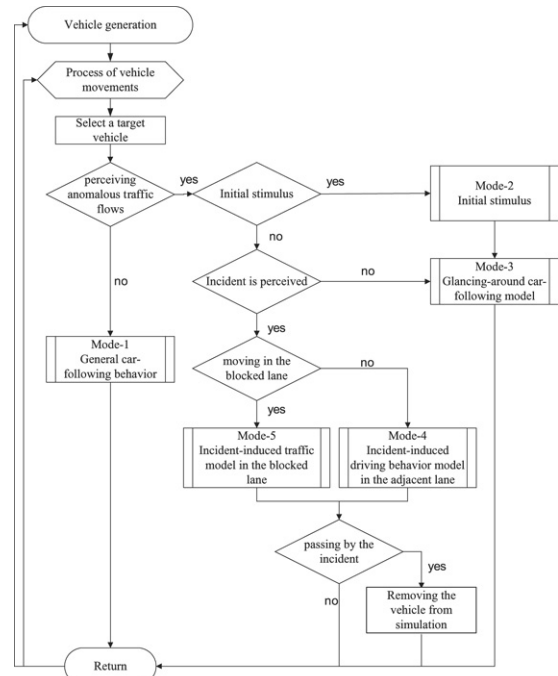 Vehicle generation
Process of vehicle
movements
Select a target
vehicle
perceiving
anomalous traffic
flows
yes
Initial stimulus
yes
Mode-2
Initial stimulus
no
no
Incident is perceived
no
Mode-3
Glancing-around car-
following model
yes
Mode-1
General car-
following behavior
moving in the
blocked lane
no
yes
Mode-5
Incident-induced traffic
model in the blocked
lane
Mode-4
Incident-induced
driving behavior model
in the adjacent lane
passing by the
incident
yes
no
Removing the
vehicle from
simulation
Return